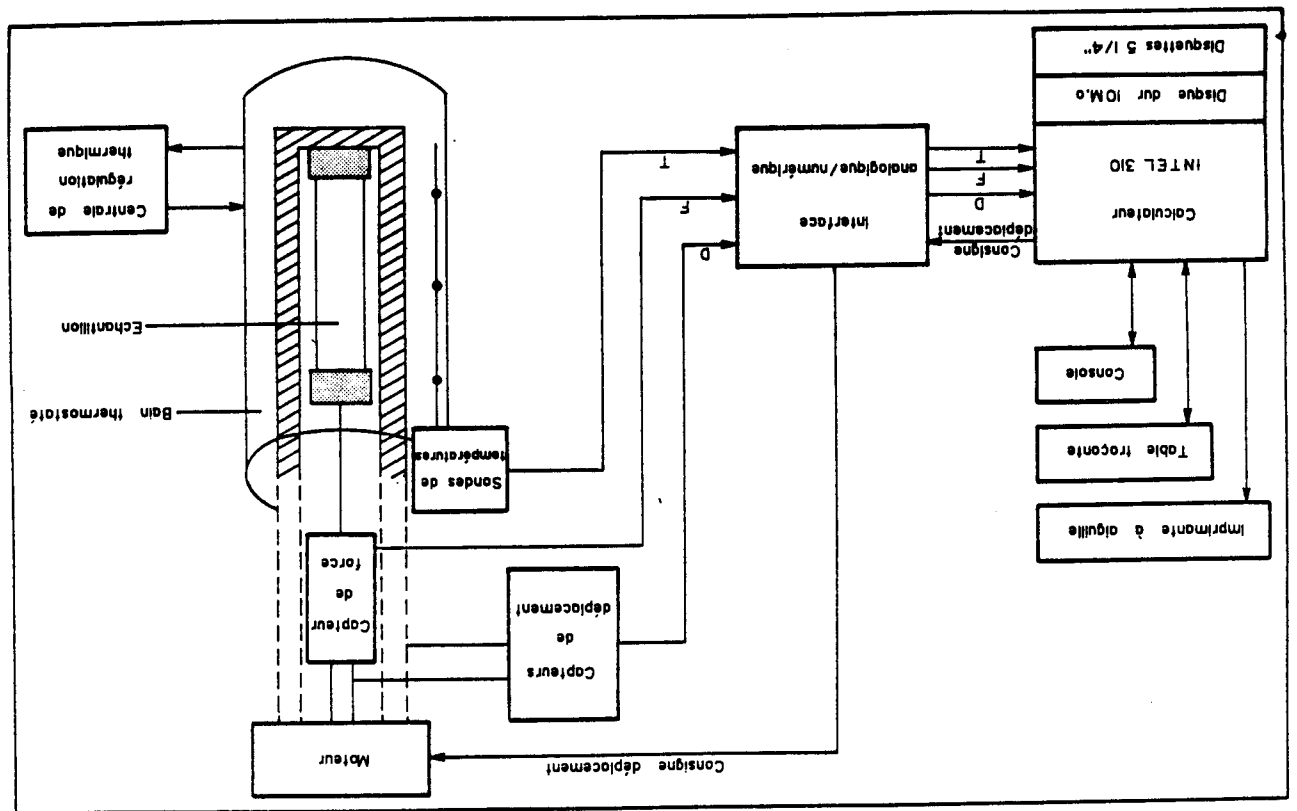 Consigne déplacement
Moteur
Capteurs
de
déplacement
Capteur
de
force
Imprimante à aiguille
Table traçante
Console
Sondes de
températures
Bain thermostaté
Echantillon
Calculateur
INTEL 310
Disque dur 10M.o
Disquettes 5 1/4"
Consigne
déplacement
D
F
T
interface
analogique/numérique
D
F
T
Centrale de
régulation
thermique